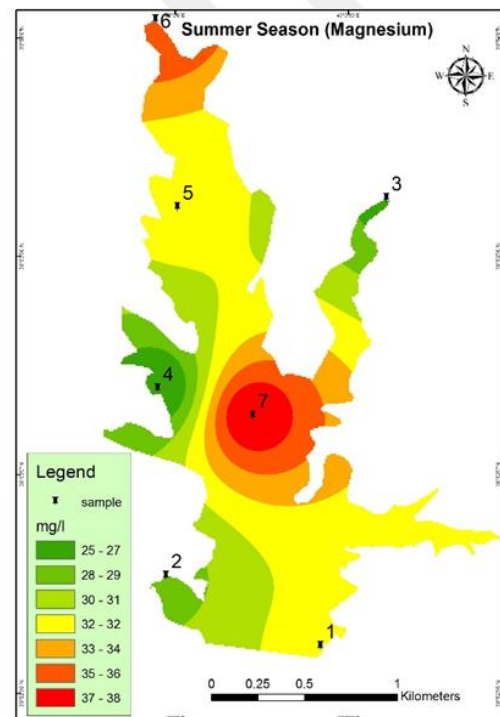 Summer Season (Magnesium)
N
W E
S
6
5
3
4
7
2
1
Legend
sample
mg/l
25 - 27
28 - 29
30 - 31
32 - 32
33 - 34
35 - 36
37 - 38
0 0.25 0.5 1
Kilometers